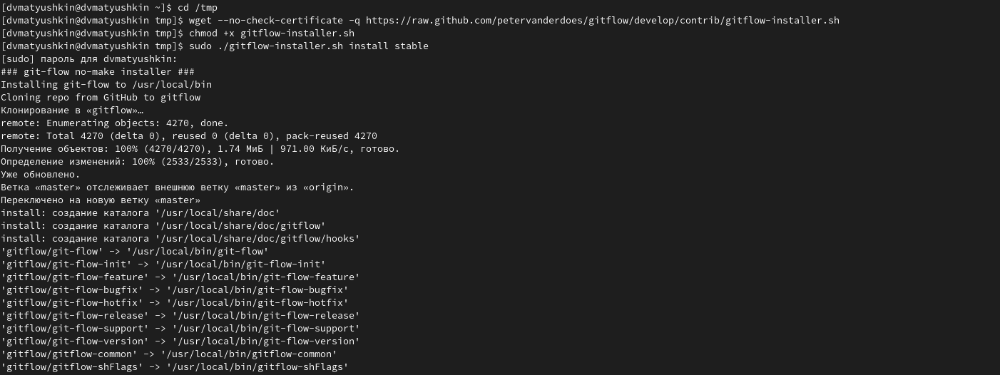 [dvmatyushkin@dvmatyushkin ~]$ cd /tmp
[dvmatyushkin@dvmatyushkin tmp]$ wget --no-check-certificate -q https://raw.github.com/petervanderdoes/gitflow/develop/contrib/gitflow-installer.sh
[dvmatyushkin@dvmatyushkin tmp]$ chmod +x gitflow-installer.sh
[dvmatyushkin@dvmatyushkin tmp]$ sudo ./gitflow-installer.sh install stable
[sudo] пароль для dvmatyushkin:
### git-flow no-make installer ###
Installing git-flow to /usr/local/bin
Cloning repo from GitHub to gitflow
Клонирование в «gitflow»…
remote: Enumerating objects: 4270, done.
remote: Total 4270 (delta 0), reused 0 (delta 0), pack-reused 4270
Получение объектов: 100% (4270/4270), 1.74 МиБ | 971.00 КиБ/с, готово.
Определение изменений: 100% (2533/2533), готово.
Уже обновлено.
Ветка «master» отслеживает внешнюю ветку «master» из «origin».
Переключено на новую ветку «master»
install: создание каталога '/usr/local/share/doc'
install: создание каталога '/usr/local/share/doc/gitflow'
install: создание каталога '/usr/local/share/doc/gitflow/hooks'
'gitflow/git-flow' -> '/usr/local/bin/git-flow'
'gitflow/git-flow-init' -> '/usr/local/bin/git-flow-init'
'gitflow/git-flow-feature' -> '/usr/local/bin/git-flow-feature'
'gitflow/git-flow-bugfix' -> '/usr/local/bin/git-flow-bugfix'
'gitflow/git-flow-hotfix' -> '/usr/local/bin/git-flow-hotfix'
'gitflow/git-flow-release' -> '/usr/local/bin/git-flow-release'
'gitflow/git-flow-support' -> '/usr/local/bin/git-flow-support'
'gitflow/git-flow-version' -> '/usr/local/bin/git-flow-version'
'gitflow/gitflow-common' -> '/usr/local/bin/gitflow-common'
'gitflow/gitflow-shFlags' -> '/usr/local/bin/gitflow-shFlags'